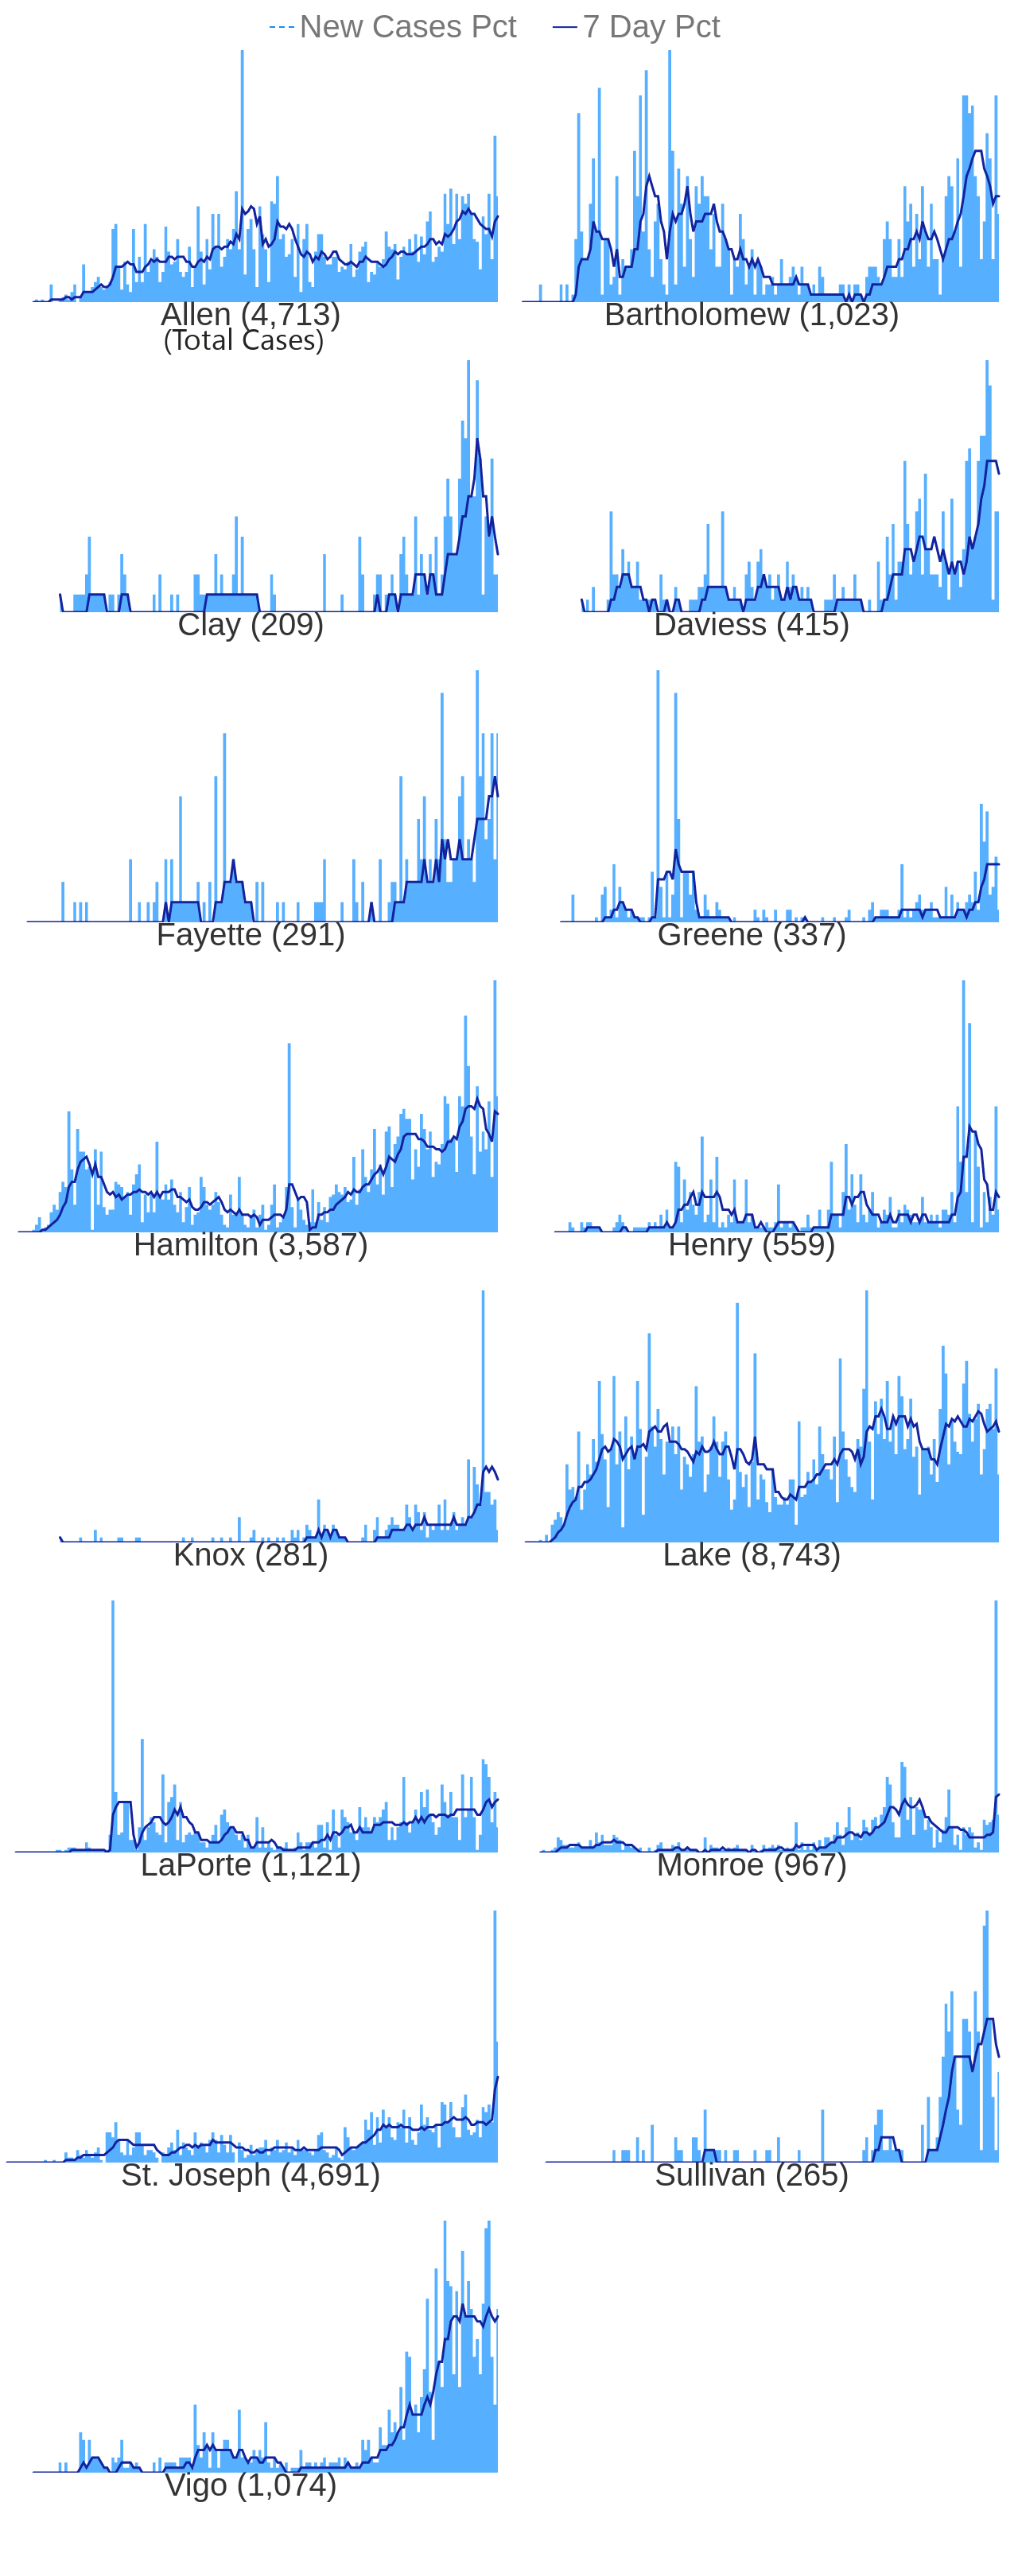 New Cases Pct 7 Day Pct
Allen (4,713)
(Total Cases)
Bartholomew (1,023)
Clay (209)
Daviess (415)
Fayette (291)
Greene (337)
Hamilton (3,587)
Henry (559)
Knox (281)
Lake (8,743)
LaPorte (1,121)
Monroe (967)
St. Joseph (4,691)
Sullivan (265)
Vigo (1,074)